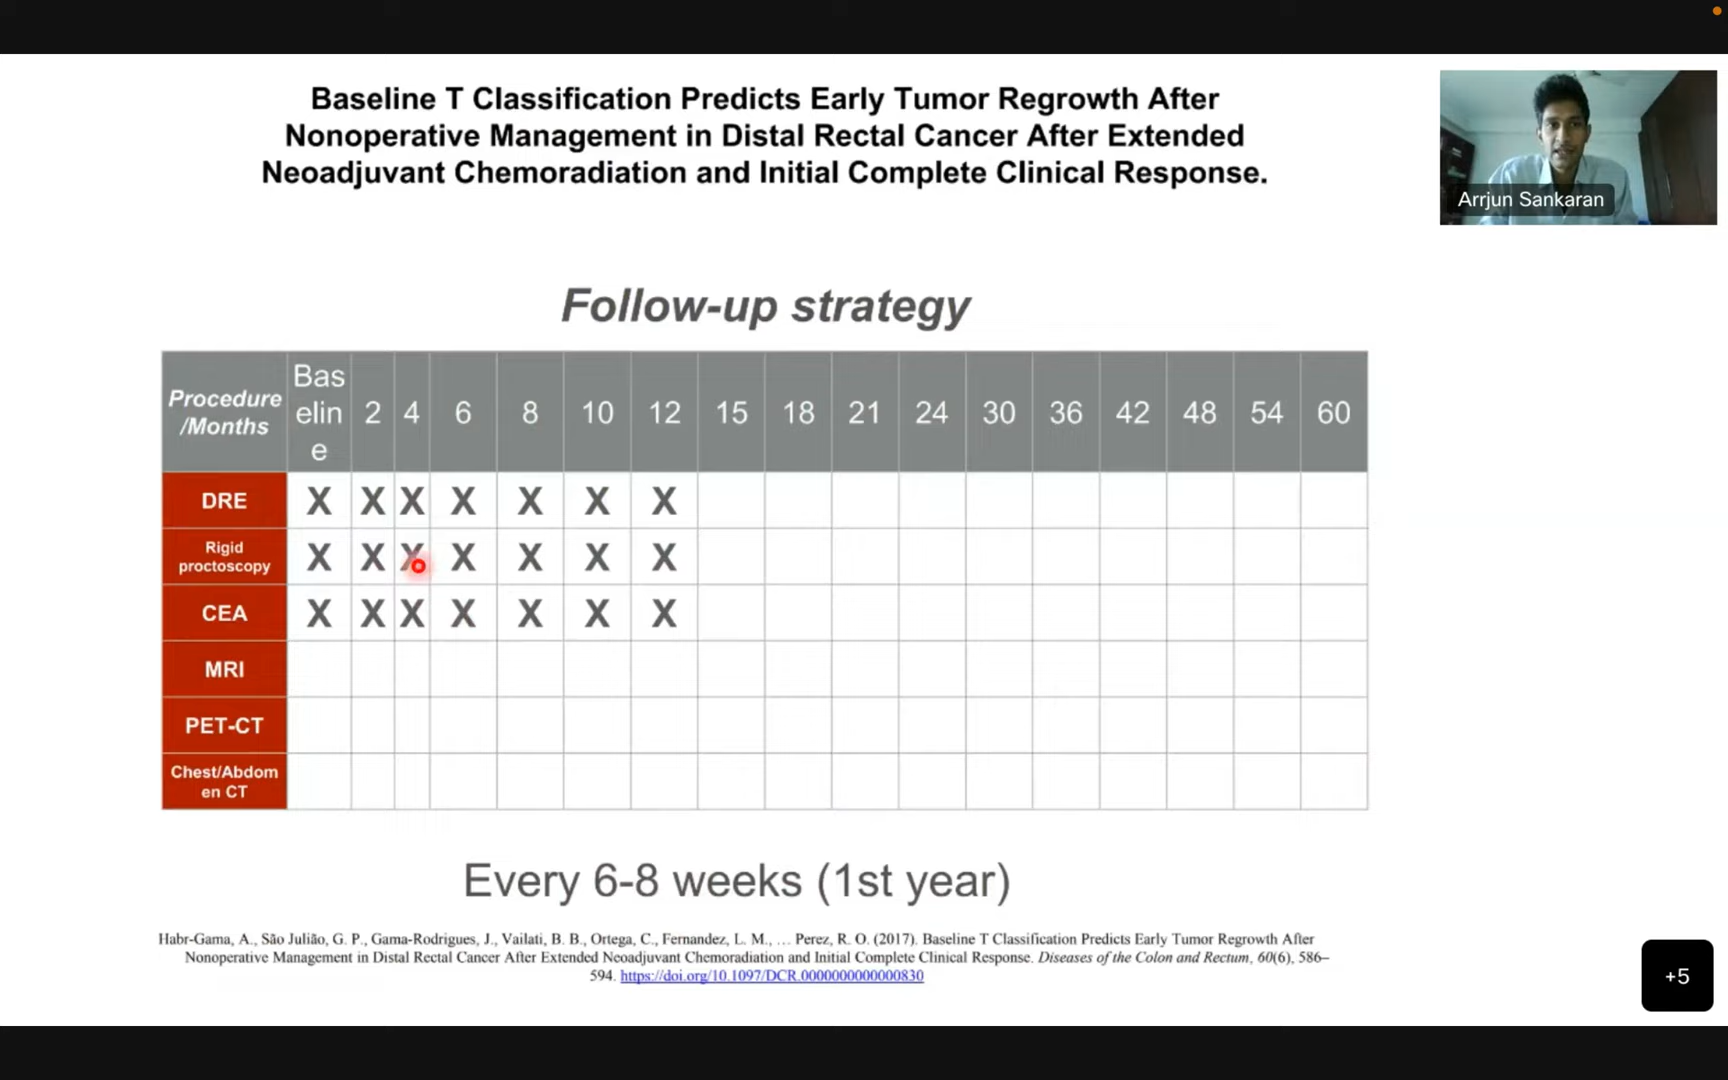 Baseline T Classification Predicts Early Tumor Regrowth After
Nonoperative Management in Distal Rectal Cancer After Extended
Neoadjuvant Chemoradiation and Initial Complete Clinical Response.
Arrjun Sankaran
Follow-up strategy
Procedure
/Months
Bas
elin
e
2 4 6 8 10 12 15 18 21 24 30 36 42 48 54 60
DRE X X X X X X X
Rigid
proctoscopy
X X X X X X X
CEA X X X X X X X
MRI
PET-CT
Chest/Abdom
en CT
Every 6-8 weeks (1st year)
Habr-Gama, A., São Julião, G. P., Gama-Rodrigues, J., Vailati, B. B., Ortega, C., Fernandez, L. M., … Perez, R. O. (2017). Baseline T Classification Predicts Early Tumor Regrowth After
Nonoperative Management in Distal Rectal Cancer After Extended Neoadjuvant Chemoradiation and Initial Complete Clinical Response. Diseases of the Colon and Rectum, 60(6), 586–
594. https://doi.org/10.1097/DCR.0000000000000830
+5